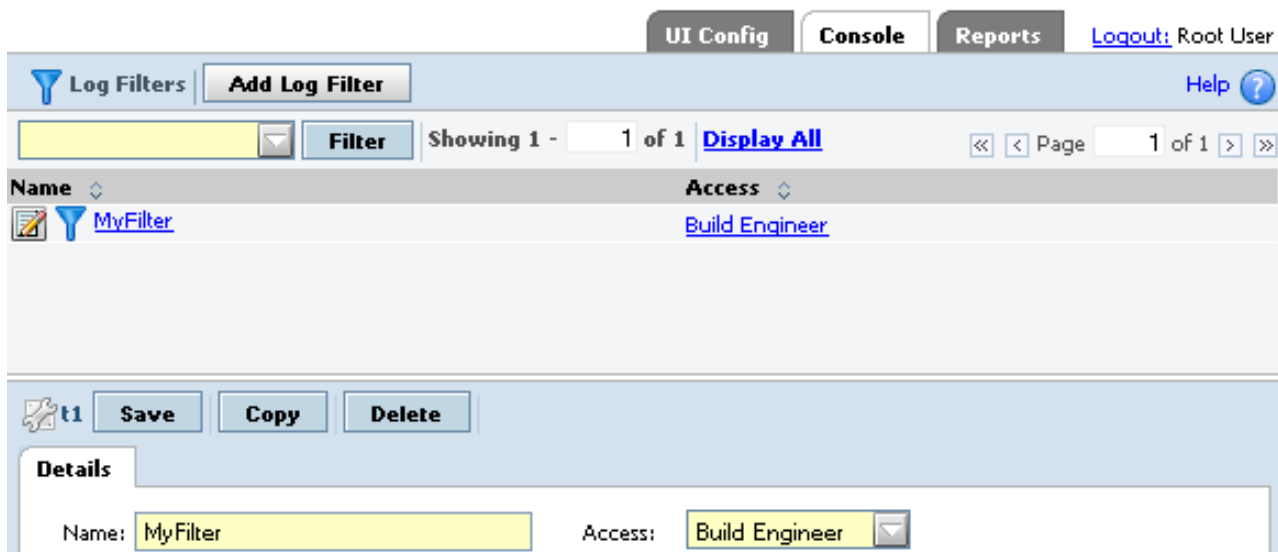 UI Config Console Reports Logout: Root User
Log Filters Add Log Filter Help ?
Filter Showing 1 - 1 of 1 Display All « < Page 1 of 1 > »
Name Access
MyFilter Build Engineer
t1 Save Copy Delete
Details
Name: MyFilter Access: Build Engineer